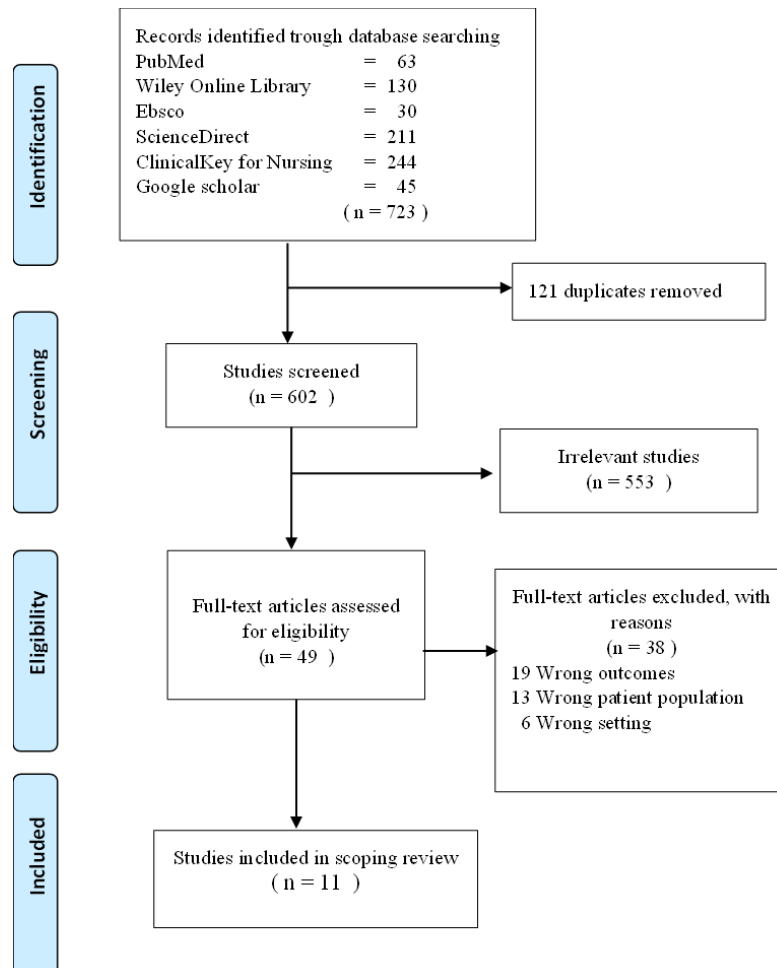 Identification
Records identified trough database searching
PubMed = 63
Wiley Online Library = 130
Ebsco = 30
ScienceDirect = 211
ClinicalKey for Nursing = 244
Google scholar = 45
( n = 723 )
121 duplicates removed
Screening
Studies screened
(n = 602 )
Irrelevant studies
(n = 553 )
Eligibility
Full-text articles assessed
for eligibility
(n = 49 )
Full-text articles excluded, with
reasons
(n = 38 )
19 Wrong outcomes
13 Wrong patient population
6 Wrong setting
Included
Studies included in scoping review
( n = 11 )